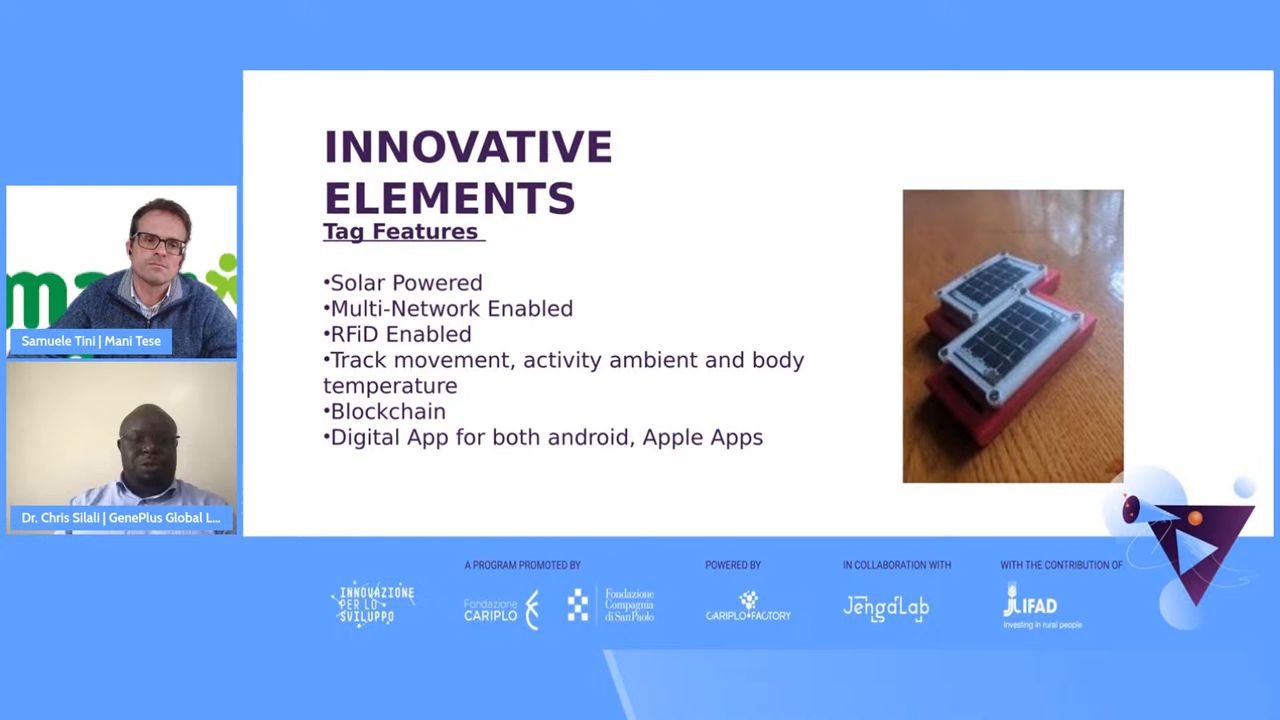 INNOVATIVE
ELEMENTS
Tag Features
•Solar Powered
•Multi-Network Enabled
•RFiD Enabled
•Track movement, activity ambient and body
temperature
•Blockchain
•Digital App for both android, Apple Apps
Samuele Tini | Mani Tese
Dr. Chris Silali | GenePlus Global L...
A PROGRAM PROMOTED BY
POWERED BY
IN COLLABORATION WITH
WITH THE CONTRIBUTION OF
INNOVAZIONE
PER LO
SVILUPPO
Fondazione
CARIPLO
Fondazione
Compagnia
di SanPaolo
CARIPLO FACTORY
JengaLab
JLIFAD
Investing in rural people